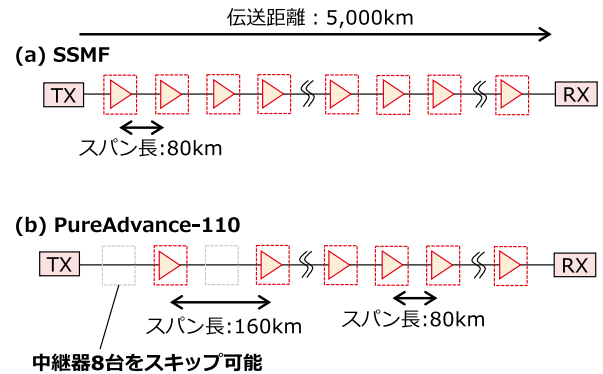 伝送距離：5,000km
(a) SSMF
TX
RX
スパン長:80km
(b) PureAdvance-110
TX
RX
スパン長:160km
スパン長:80km
中継器8台をスキップ可能